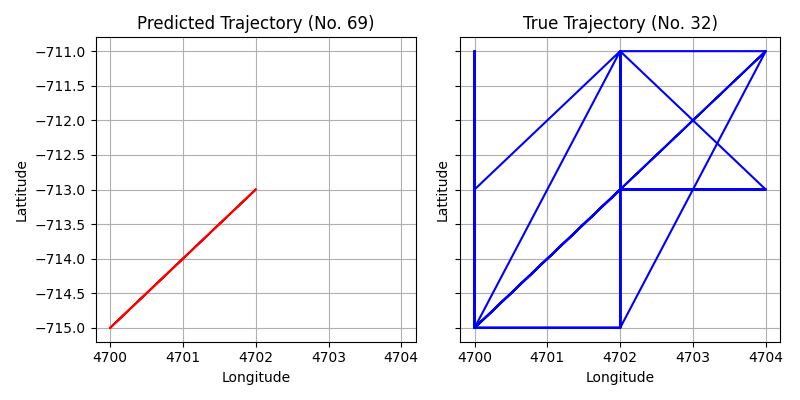 Predicted Trajectory (No. 69)
True Trajectory (No. 32)
Lattitude
−711.0
−711.5
−712.0
−712.5
−713.0
−713.5
−714.0
−714.5
−715.0
4700 4701 4702 4703 4704
Longitude
Lattitude
4700 4701 4702 4703 4704
Longitude